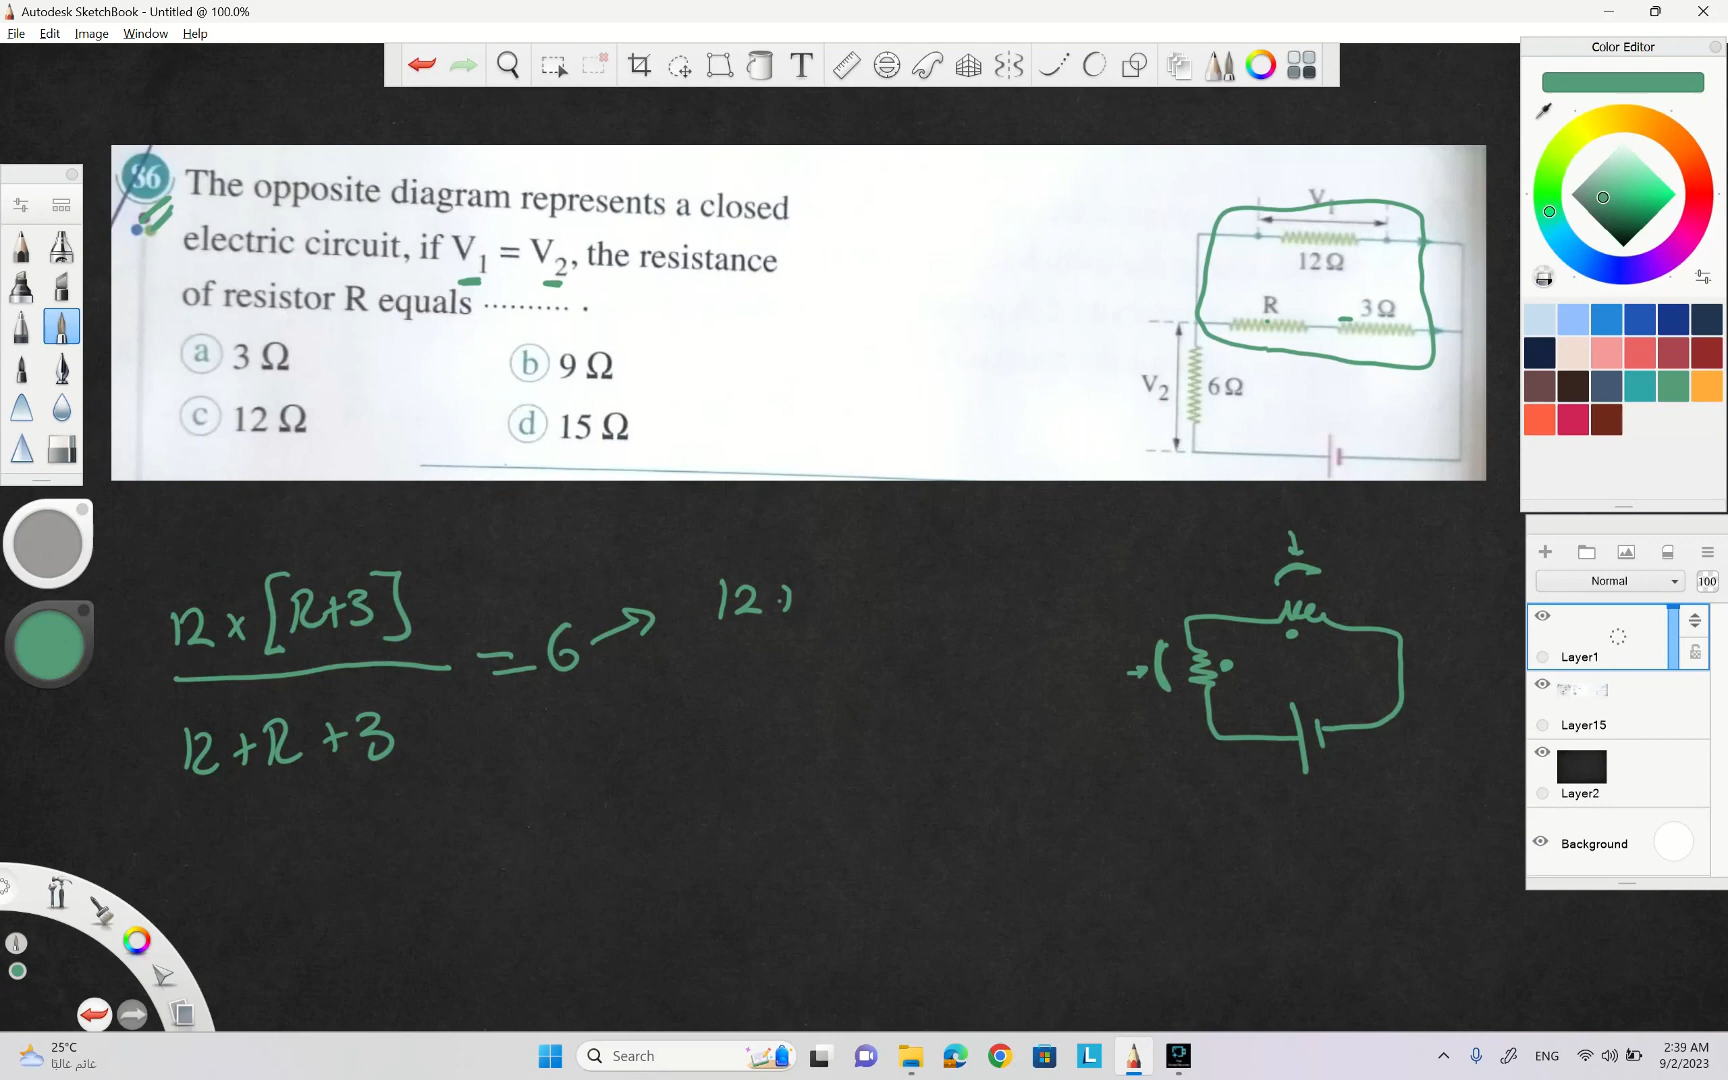 Autodesk SketchBook - Untitled @ 100.0%
File Edit Image Window Help
Color Editor
36 The opposite diagram represents a closed
electric circuit, if V1 = V2, the resistance
of resistor R equals .......... .
a 3 Ω
b 9 Ω
c 12 Ω
d 15 Ω
V1
12 Ω
R 3 Ω
V2 6 Ω
12 × [R+3]
12 + R + 3
= 6
12
Normal 100
Layer1
Layer15
Layer2
Background
25°C
غائم غالبًا
Search
L
ENG
2:39 AM
9/2/2023